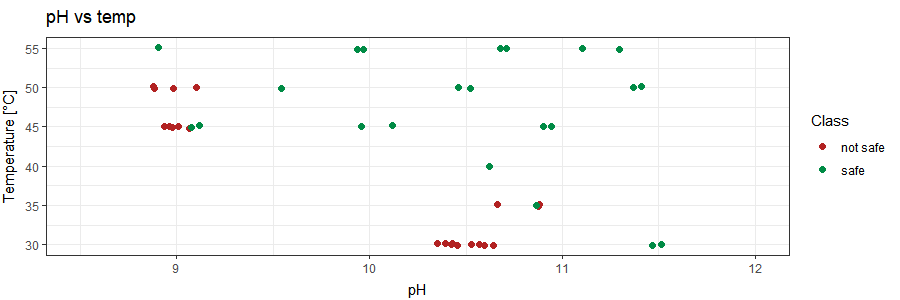 pH vs temp
55
50
45
40
35
30
Temperature [°C]
9 10 11 12
pH
Class
not safe
safe